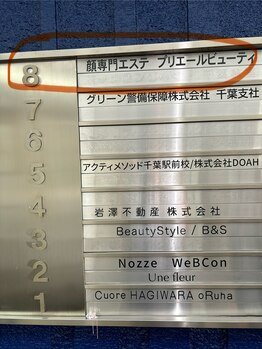 8 顔専門エステ プリエールビューティ
7 グリーン警備保障株式会社 千葉支社
6
5 アクティメソッド千葉駅前校/株式会社DOAH
4 岩澤不動産 株式会社
3 BeautyStyle / B&S
2 Nozze WeBCon
Une fleur
1 Cuore HAGIWARA oRuha